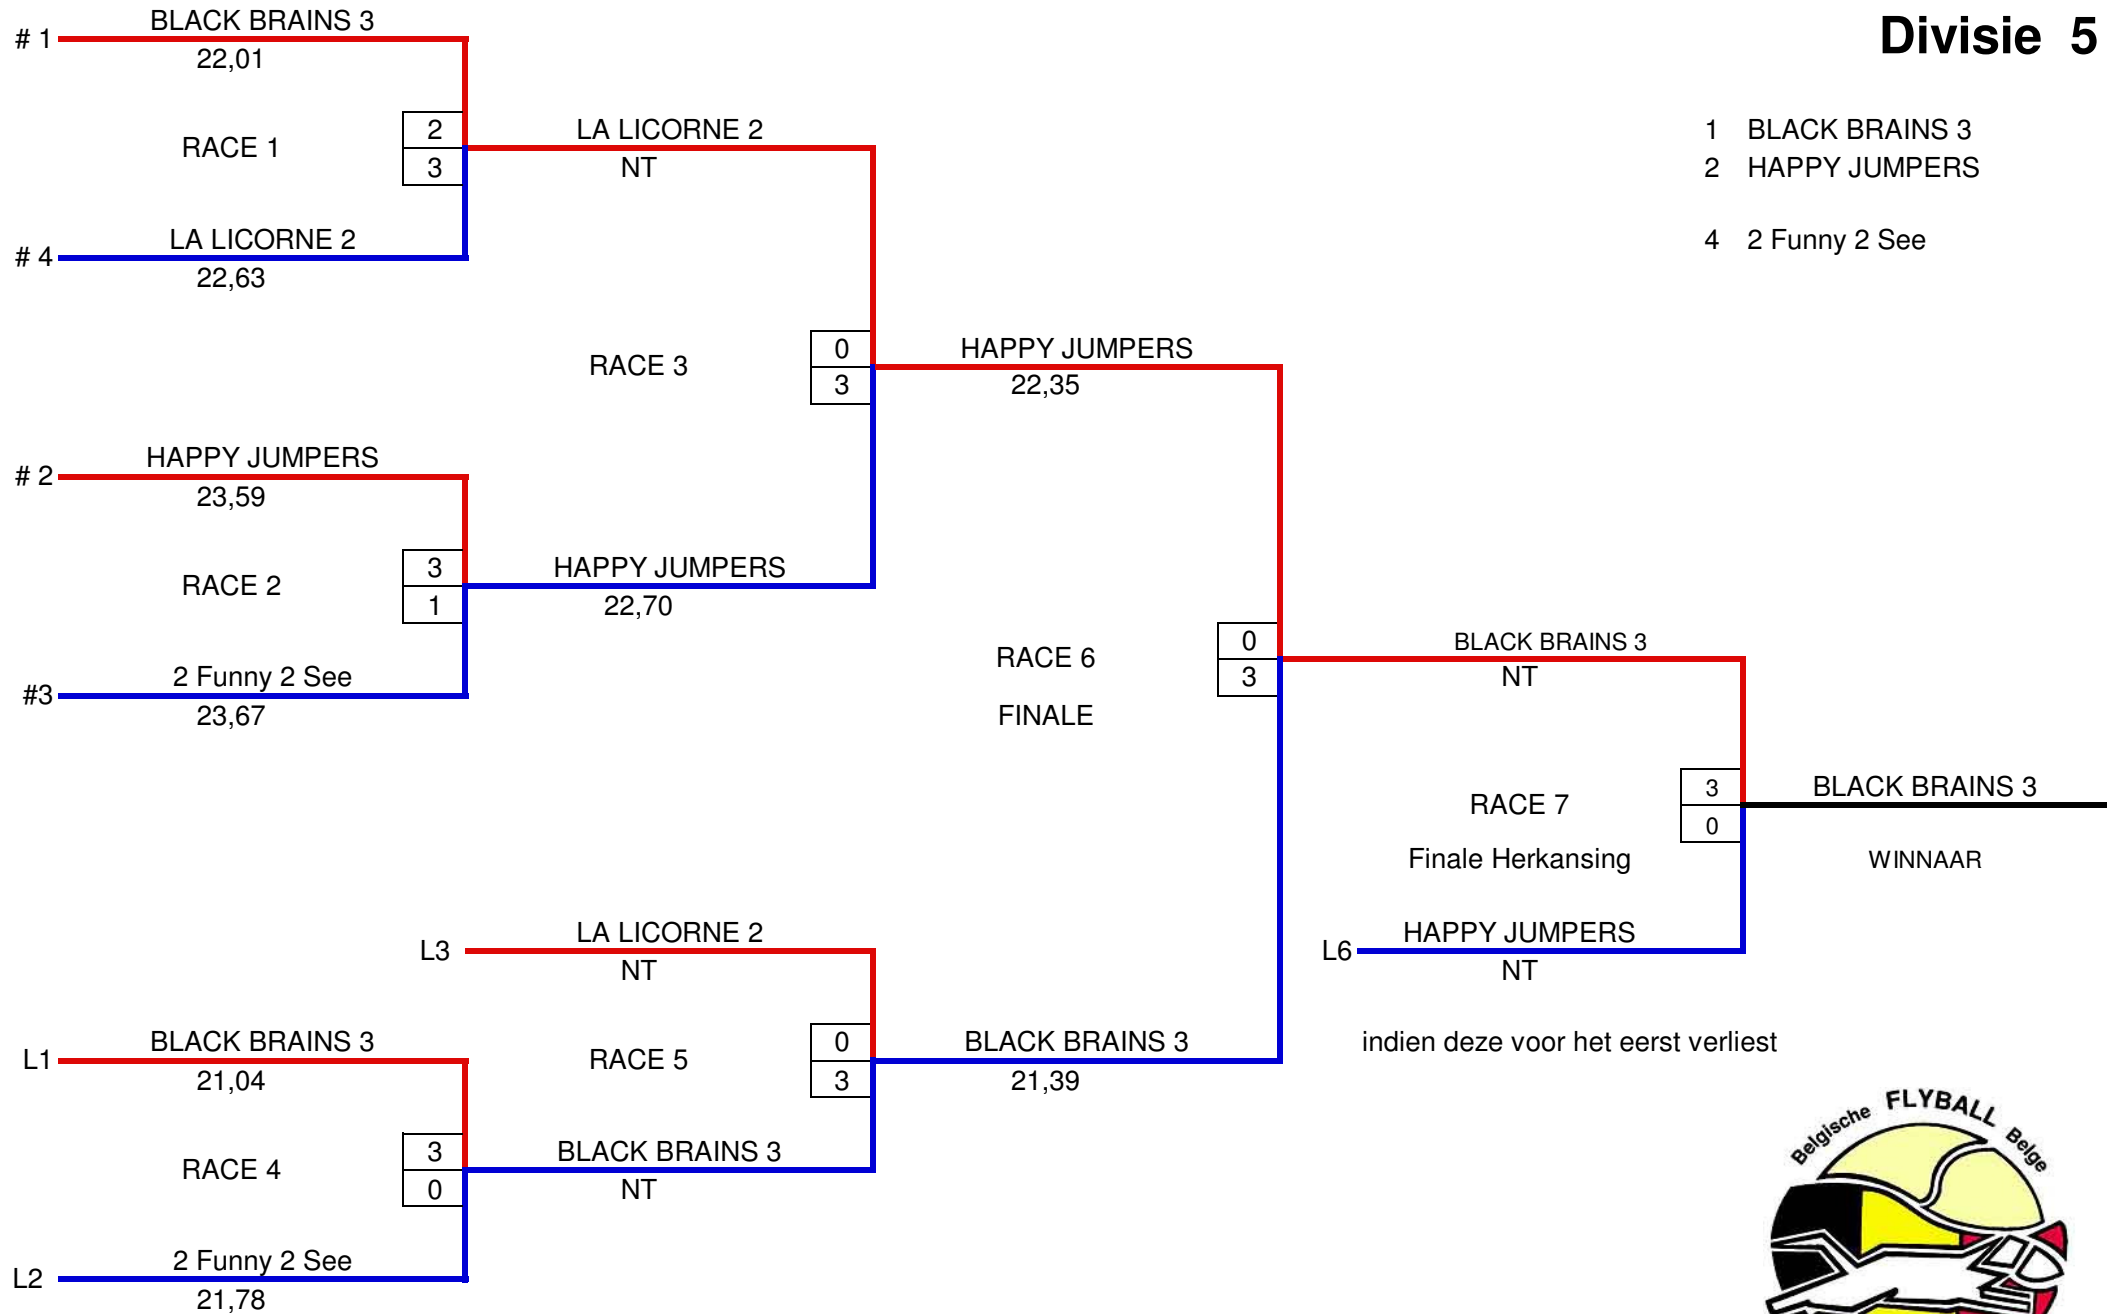 Divisie 5
# 1 BLACK BRAINS 3
22,01
RACE 1
2
3
# 4 LA LICORNE 2
22,63
LA LICORNE 2
NT
1 BLACK BRAINS 3
2 HAPPY JUMPERS
4 2 Funny 2 See
RACE 3
0
3
HAPPY JUMPERS
22,35
# 2 HAPPY JUMPERS
23,59
RACE 2
3
1
HAPPY JUMPERS
22,70
#3 2 Funny 2 See
23,67
RACE 6
0
3
FINALE
BLACK BRAINS 3
NT
RACE 7
3
0
Finale Herkansing
BLACK BRAINS 3
WINNAAR
L6 HAPPY JUMPERS
NT
indien deze voor het eerst verliest
L3 LA LICORNE 2
NT
RACE 5
0
3
BLACK BRAINS 3
21,39
L1 BLACK BRAINS 3
21,04
RACE 4
3
0
BLACK BRAINS 3
NT
L2 2 Funny 2 See
21,78
Belgische FLYBALL Belge